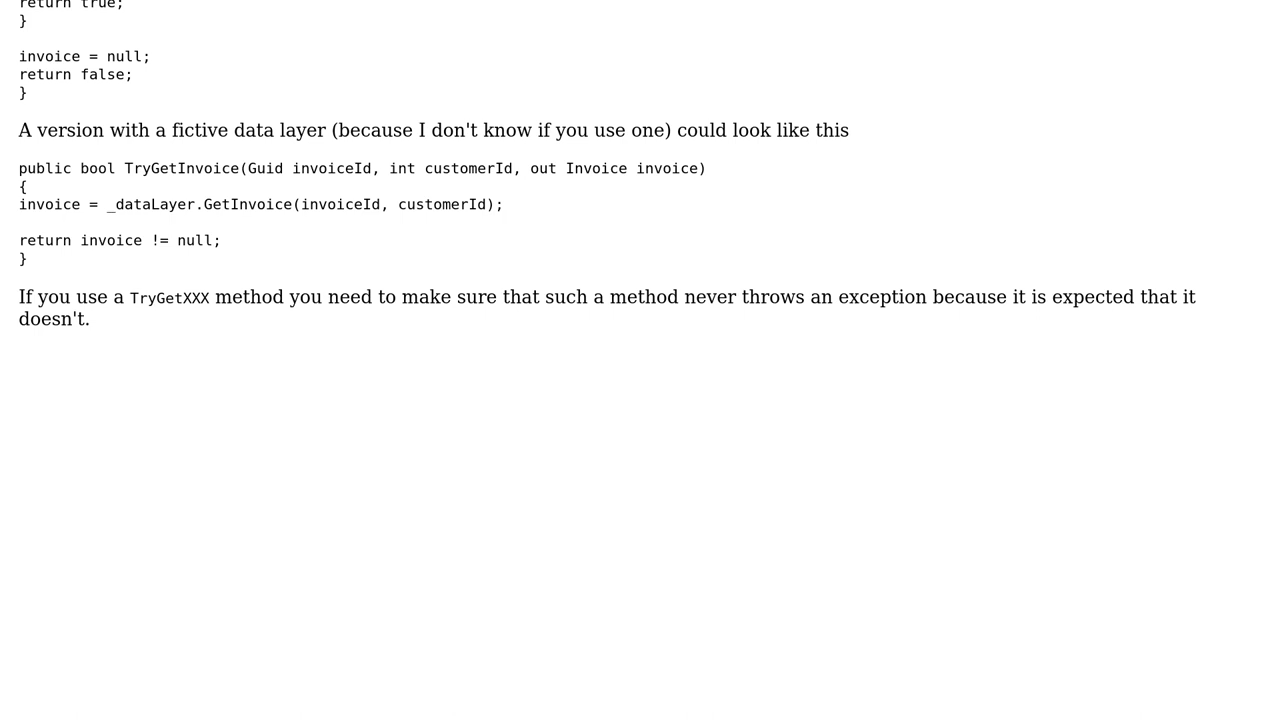 return true;
}
invoice = null;
return false;
}
A version with a fictive data layer (because I don't know if you use one) could look like this
public bool TryGetInvoice(Guid invoiceId, int customerId, out Invoice invoice)
{
invoice = _dataLayer.GetInvoice(invoiceId, customerId);
return invoice != null;
}
If you use a TryGetXXX method you need to make sure that such a method never throws an exception because it is expected that it
doesn't.